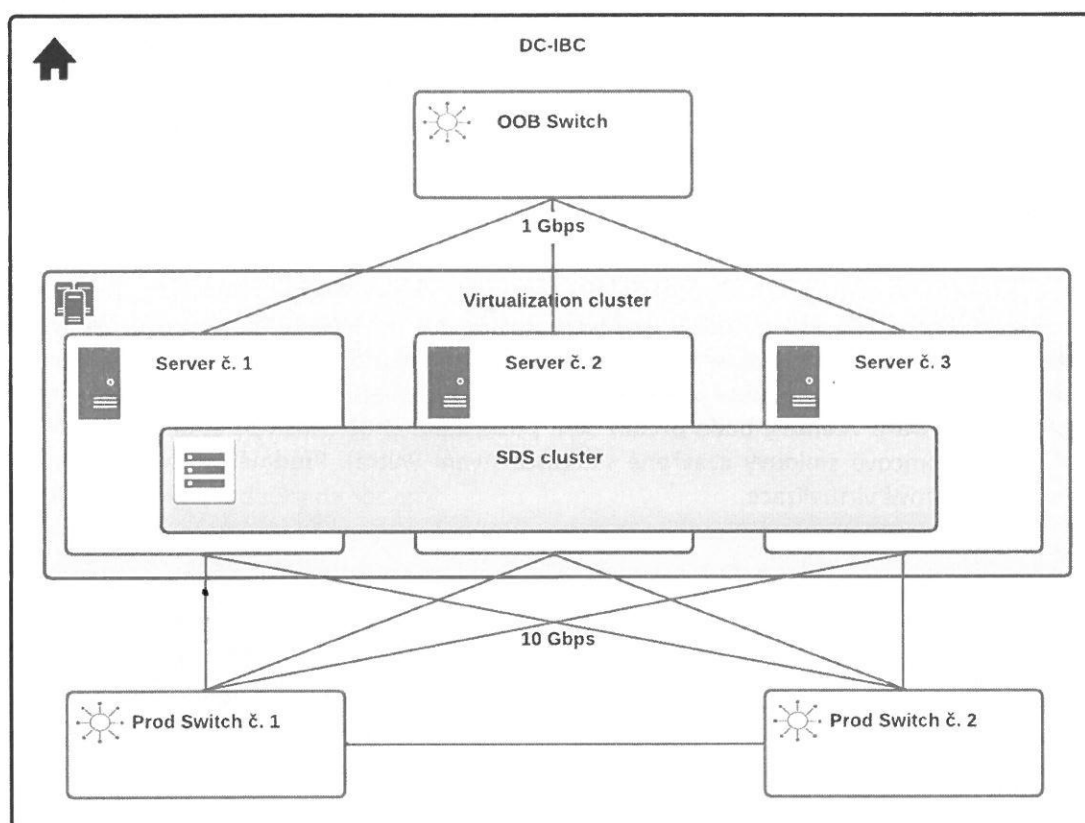 DC-IBC
OOB Switch
1 Gbps
Virtualization cluster
Server č. 1
Server č. 2
Server č. 3
SDS cluster
10 Gbps
Prod Switch č. 1
Prod Switch č. 2